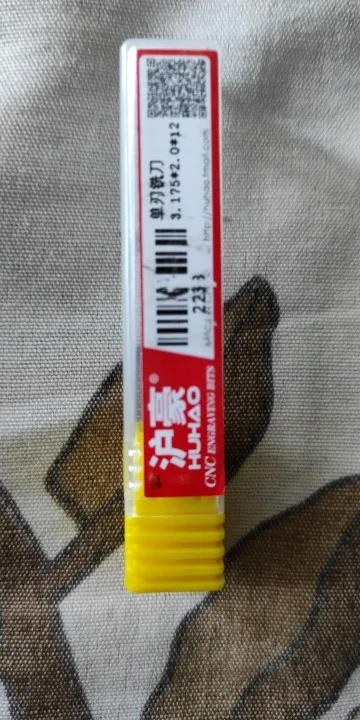 单刃铣刀
3.175*2.0*12
http://huhao.tmall.com
沪豪®
HUHAO
CNC ENGRAVING BITS